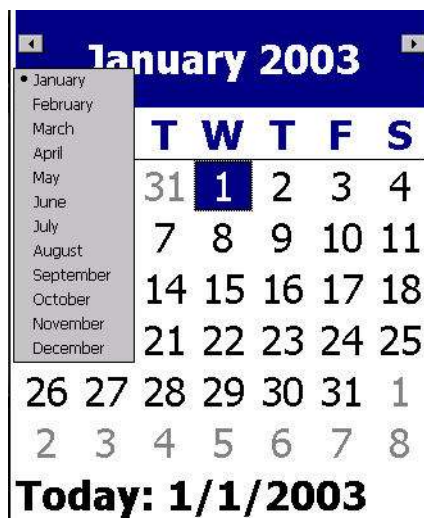 January 2003
January
February
March
April
May
June
July
August
September
October
November
December
T W T F S
31 1 2 3 4
7 8 9 10 11
14 15 16 17 18
21 22 23 24 25
26 27 28 29 30 31 1
2 3 4 5 6 7 8
Today: 1/1/2003